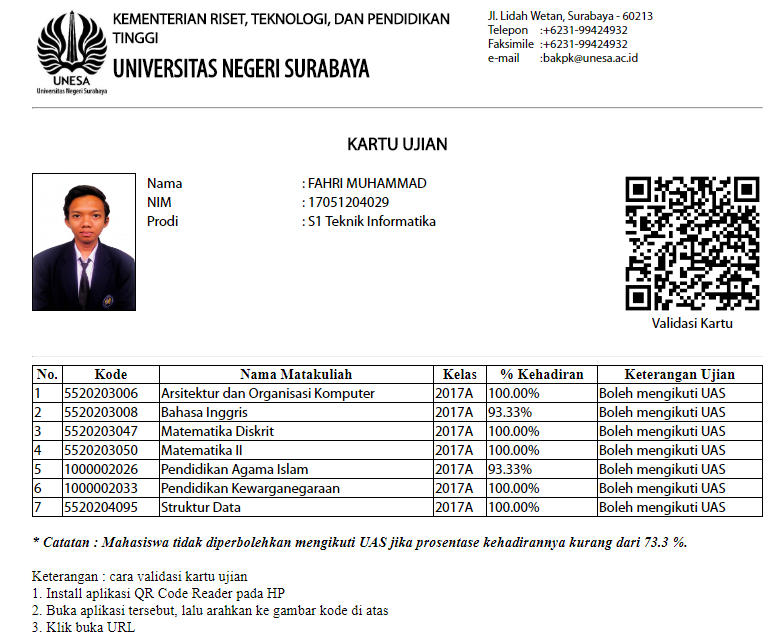 KEMENTERIAN RISET, TEKNOLOGI, DAN PENDIDIKAN
TINGGI
UNIVERSITAS NEGERI SURABAYA
UNESA
Universitas Negeri Surabaya
Jl. Lidah Wetan, Surabaya - 60213
Telepon :+6231-99424932
Faksimile :+6231-99424932
e-mail :bakpk@unesa.ac.id
KARTU UJIAN
Nama : FAHRI MUHAMMAD
NIM : 17051204029
Prodi : S1 Teknik Informatika
Validasi Kartu
No. Kode Nama Matakuliah Kelas % Kehadiran Keterangan Ujian
1 5520203006 Arsitektur dan Organisasi Komputer 2017A 100.00% Boleh mengikuti UAS
2 5520203008 Bahasa Inggris 2017A 93.33% Boleh mengikuti UAS
3 5520203047 Matematika Diskrit 2017A 100.00% Boleh mengikuti UAS
4 5520203050 Matematika II 2017A 100.00% Boleh mengikuti UAS
5 1000002026 Pendidikan Agama Islam 2017A 93.33% Boleh mengikuti UAS
6 1000002033 Pendidikan Kewarganegaraan 2017A 100.00% Boleh mengikuti UAS
7 5520204095 Struktur Data 2017A 100.00% Boleh mengikuti UAS
* Catatan : Mahasiswa tidak diperbolehkan mengikuti UAS jika prosentase kehadirannya kurang dari 73.3 %.
Keterangan : cara validasi kartu ujian
1. Install aplikasi QR Code Reader pada HP
2. Buka aplikasi tersebut, lalu arahkan ke gambar kode di atas
3. Klik buka URL